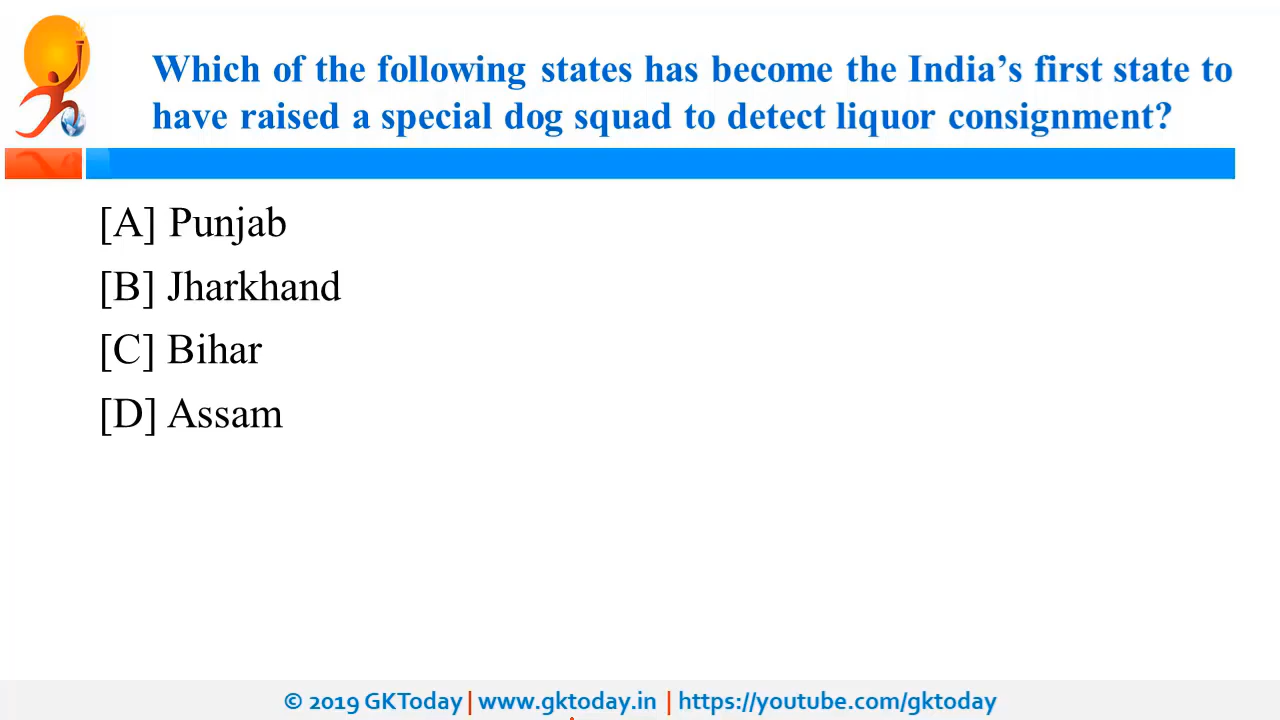 Which of the following states has become the India’s first state to
have raised a special dog squad to detect liquor consignment?
[A] Punjab
[B] Jharkhand
[C] Bihar
[D] Assam
© 2019 GKToday | www.gktoday.in | https://youtube.com/gktoday